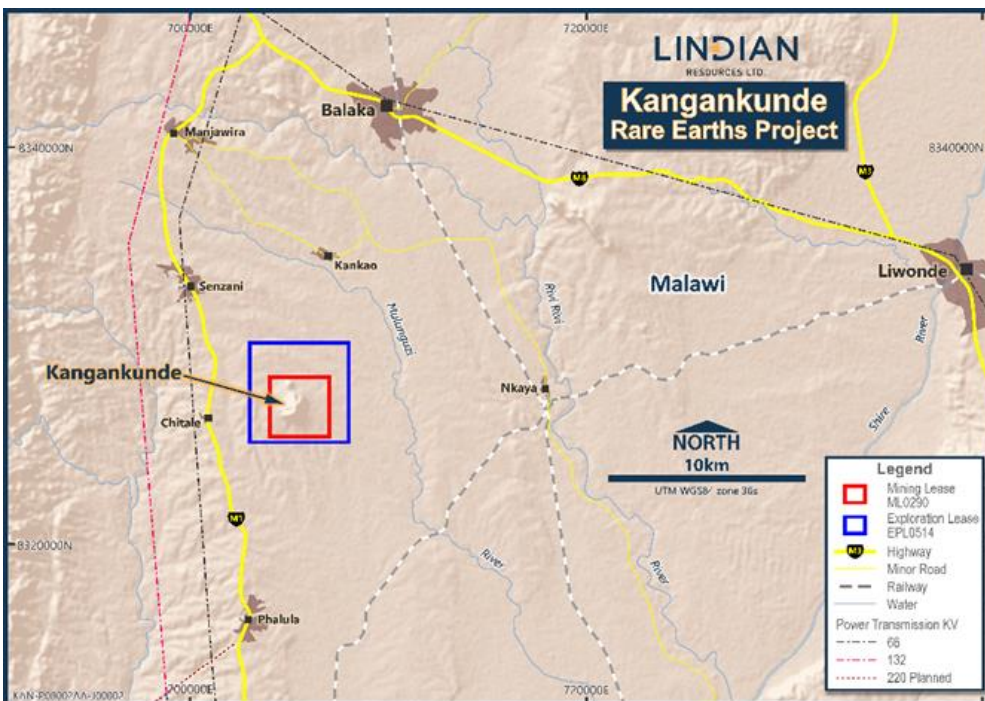 700000E
720000E
LINDIAN
RESOURCES LTD.
Kangankunde
Rare Earths Project
Balaka
Manjawira
8340000N
8340000N
M8
M3
Kankao
Senzani
Liwonde
Malawi
Rivi Rivi
Mulunguzi
River
Kangankunde
Nkaya
Chitale
Shire
NORTH
10km
UTM WGS84 zone 36s
M1
8320000N
River
River
Phalula
700000E
770000E
Legend
Mining Lease
ML0290
Exploration Lease
EPL0514
M3
Highway
Minor Road
Railway
Water
Power Transmission KV
66
132
220 Planned